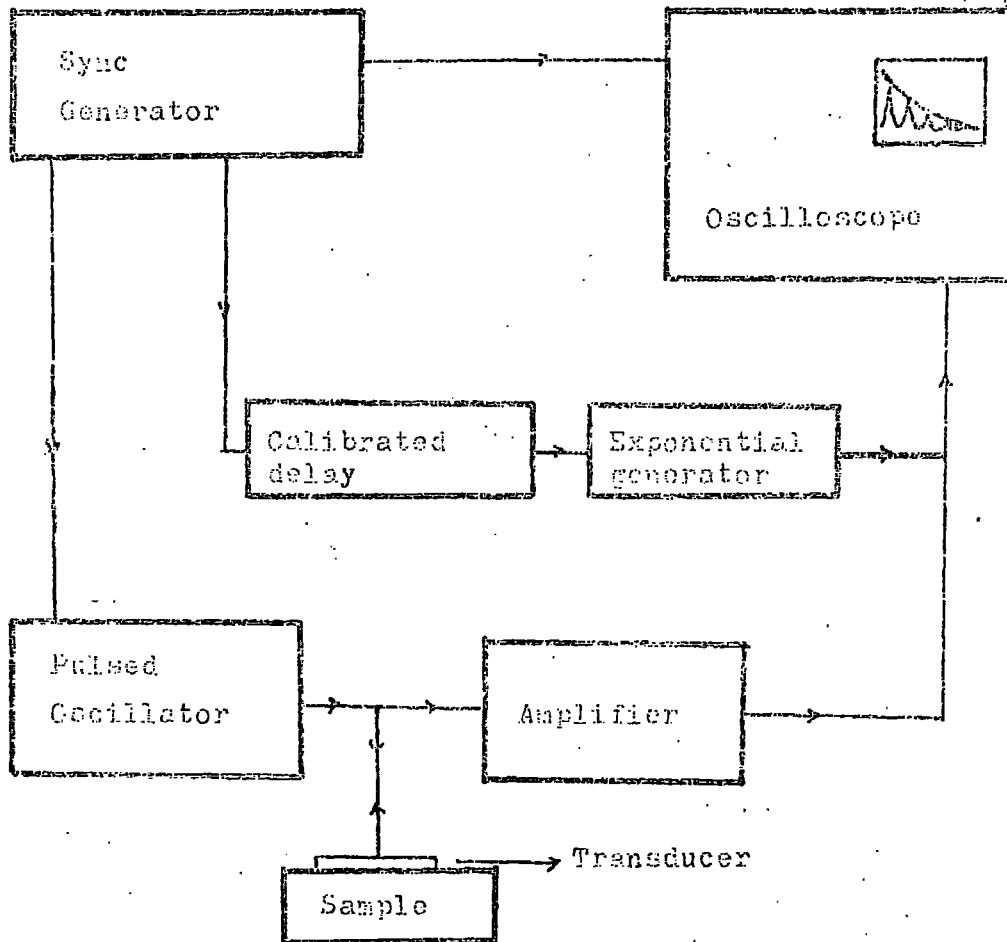 Sync
Generator
Oscilloscope
Calibrated
delay
Exponential
generator
Pulsed
Oscillator
Amplifier
Transducer
Sample